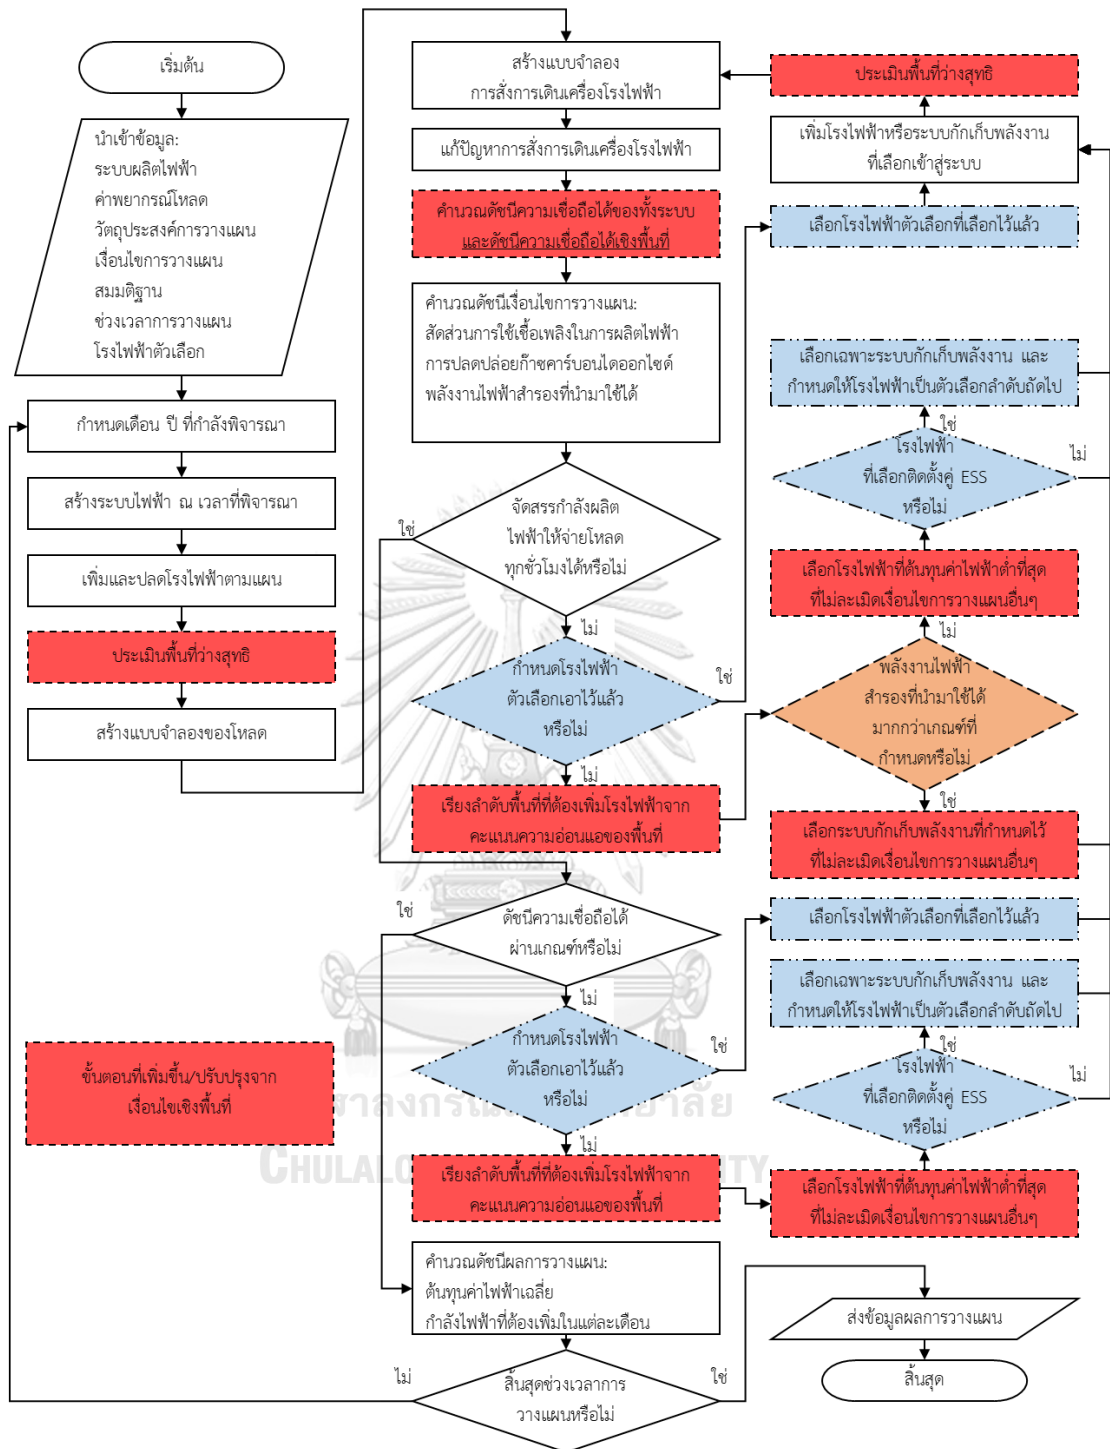 เริ่มต้น
นำเข้าข้อมูล:
ระบบผลิตไฟฟ้า
ค่าพยากรณ์โหลด
วัตถุประสงค์การวางแผน
เงื่อนไขการวางแผน
สมมติฐาน
ช่วงเวลาการวางแผน
โรงไฟฟ้าตัวเลือก
กำหนดเดือน ปี ที่กำลังพิจารณา
สร้างระบบไฟฟ้า ณ เวลาที่พิจารณา
เพิ่มและปลดโรงไฟฟ้าตามแผน
ประเมินพื้นที่ว่างสุทธิ
สร้างแบบจำลองของโหลด
ขั้นตอนที่เพิ่มขึ้น/ปรับปรุงจาก
เงื่อนไขเชิงพื้นที่
สร้างแบบจำลอง
การสั่งการเดินเครื่องโรงไฟฟ้า
แก้ปัญหาการสั่งการเดินเครื่องโรงไฟฟ้า
คำนวณดัชนีความเชื่อถือได้ของทั้งระบบ
และดัชนีความเชื่อถือได้เชิงพื้นที่
คำนวณดัชนีเงื่อนไขการวางแผน:
สัดส่วนการใช้เชื้อเพลิงในการผลิตไฟฟ้า
การปลดปล่อยก๊าซคาร์บอนไดออกไซด์
พลังงานไฟฟ้าสำรองที่นำมาใช้ได้
ใช่
จัดสรรกำลังผลิต
ไฟฟ้าให้จ่ายโหลด
ทุกชั่วโมงได้หรือไม่
ไม่
กำหนดโรงไฟฟ้า
ตัวเลือกเอาไว้แล้ว
หรือไม่
ใช่
ไม่
เรียงลำดับพื้นที่ที่ต้องเพิ่มโรงไฟฟ้าจาก
คะแนนความอ่อนแอของพื้นที่
ใช่
ดัชนีความเชื่อถือได้
ผ่านเกณฑ์หรือไม่
ไม่
กำหนดโรงไฟฟ้า
ตัวเลือกเอาไว้แล้ว
หรือไม่
ใช่
ไม่
เรียงลำดับพื้นที่ที่ต้องเพิ่มโรงไฟฟ้าจาก
คะแนนความอ่อนแอของพื้นที่
คำนวณดัชนีผลการวางแผน:
ต้นทุนค่าไฟฟ้าเฉลี่ย
กำลังไฟฟ้าที่ต้องเพิ่มในแต่ละเดือน
ไม่
สิ้นสุดช่วงเวลาการ
วางแผนหรือไม่
ใช่
ประเมินพื้นที่ว่างสุทธิ
เพิ่มโรงไฟฟ้าหรือระบบกักเก็บพลังงาน
ที่เลือกเข้าสู่ระบบ
เลือกโรงไฟฟ้าตัวเลือกที่เลือกไว้แล้ว
เลือกเฉพาะระบบกักเก็บพลังงาน และ
กำหนดให้โรงไฟฟ้าเป็นตัวเลือกลำดับถัดไป
ใช่
โรงไฟฟ้า
ที่เลือกติดตั้งคู่ ESS
หรือไม่
ไม่
เลือกโรงไฟฟ้าที่ต้นทุนค่าไฟฟ้าต่ำที่สุด
ที่ไม่ละเมิดเงื่อนไขการวางแผนอื่นๆ
ไม่
พลังงานไฟฟ้า
สำรองที่นำมาใช้ได้
มากกว่าเกณฑ์ที่
กำหนดหรือไม่
ใช่
เลือกระบบกักเก็บพลังงานที่กำหนดไว้
ที่ไม่ละเมิดเงื่อนไขการวางแผนอื่นๆ
เลือกโรงไฟฟ้าตัวเลือกที่เลือกไว้แล้ว
เลือกเฉพาะระบบกักเก็บพลังงาน และ
กำหนดให้โรงไฟฟ้าเป็นตัวเลือกลำดับถัดไป
ใช่
โรงไฟฟ้า
ที่เลือกติดตั้งคู่ ESS
หรือไม่
ไม่
เลือกโรงไฟฟ้าที่ต้นทุนค่าไฟฟ้าต่ำที่สุด
ที่ไม่ละเมิดเงื่อนไขการวางแผนอื่นๆ
ส่งข้อมูลผลการวางแผน
สิ้นสุด